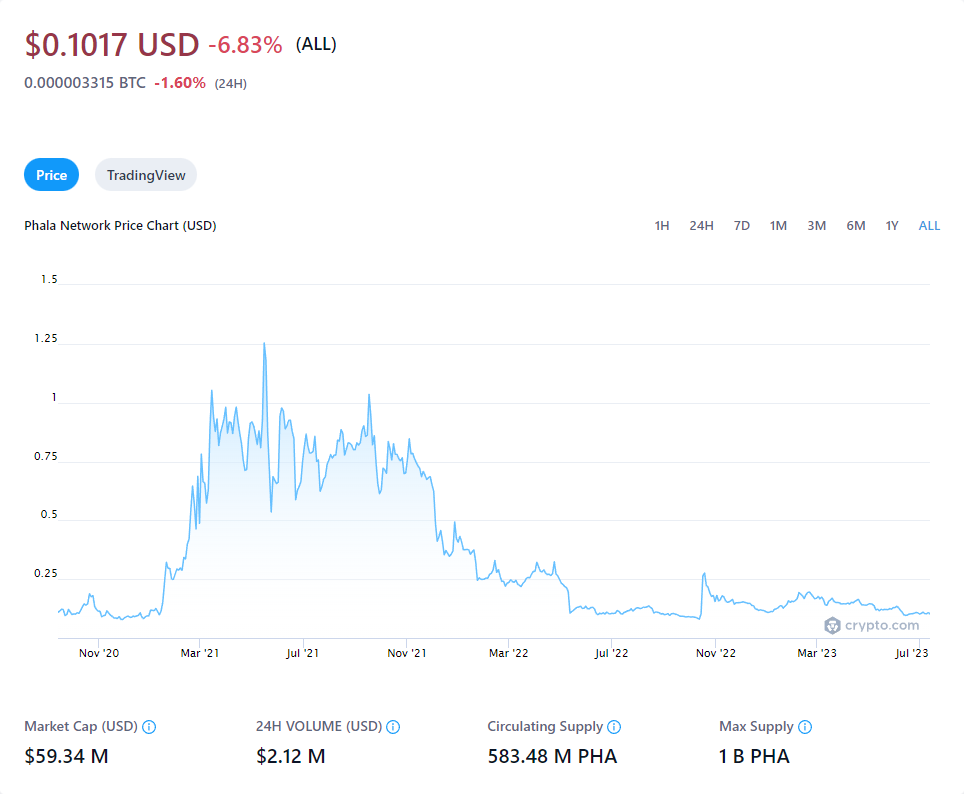 $0.1017 USD -6.83% (ALL)
0.000003315 BTC -1.60% (24H)
Price TradingView
Phala Network Price Chart (USD) 1H 24H 7D 1M 3M 6M 1Y ALL
1.5
1.25
1
0.75
0.5
0.25
crypto.com
Nov '20 Mar '21 Jul '21 Nov '21 Mar '22 Jul '22 Nov '22 Mar '23 Jul '23
Market Cap (USD) 24H VOLUME (USD) Circulating Supply Max Supply
$59.34 M $2.12 M 583.48 M PHA 1 B PHA